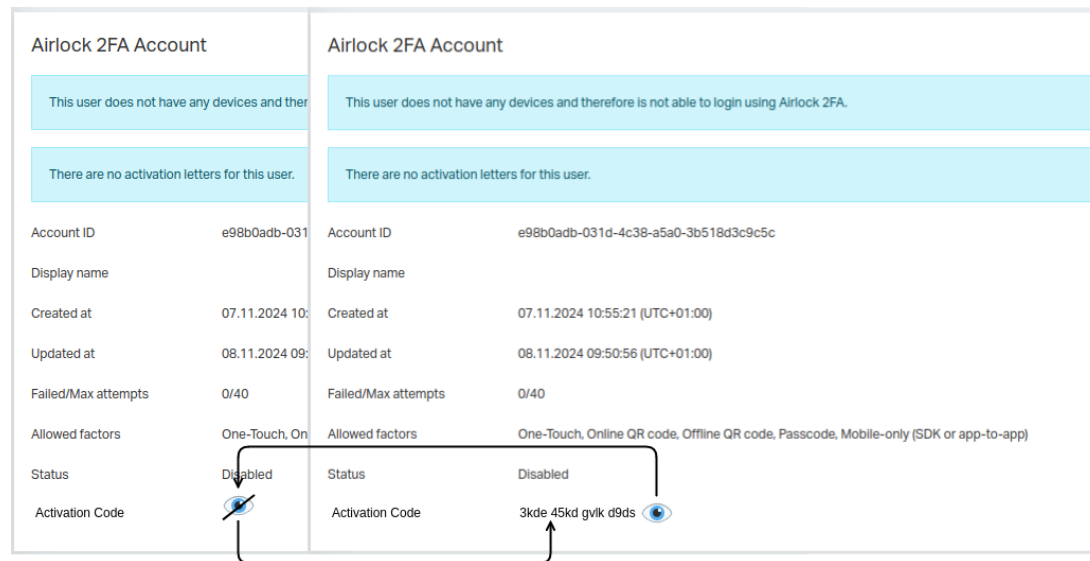 Airlock 2FA Account
This user does not have any devices and ther
There are no activation letters for this user.
Account ID e98b0adb-031
Display name
Created at 07.11.2024 10:
Updated at 08.11.2024 09:
Failed/Max attempts 0/40
Allowed factors One-Touch, On
Status Disabled
Activation Code
Airlock 2FA Account
This user does not have any devices and therefore is not able to login using Airlock 2FA.
There are no activation letters for this user.
Account ID e98b0adb-031d-4c38-a5a0-3b518d3c9c5c
Display name
Created at 07.11.2024 10:55:21 (UTC+01:00)
Updated at 08.11.2024 09:50:56 (UTC+01:00)
Failed/Max attempts 0/40
Allowed factors One-Touch, Online QR code, Offline QR code, Passcode, Mobile-only (SDK or app-to-app)
Status Disabled
Activation Code 3kde 45kd gvlk d9ds